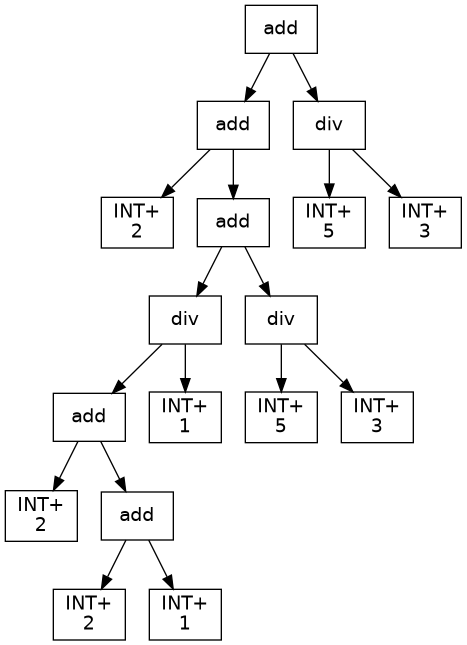 add
add
div
INT+
2
add
INT+
5
INT+
3
div
div
add
INT+
1
INT+
5
INT+
3
INT+
2
add
INT+
2
INT+
1